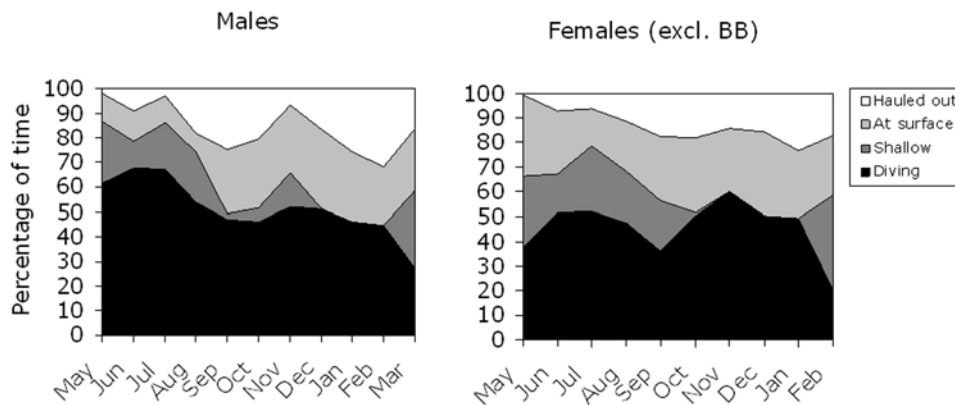 Males
Females (excl. BB)
Percentage of time
100
90
80
70
60
50
40
30
20
10
0
May
Jun
Jul
Aug
Sep
Oct
Nov
Dec
Jan
Feb
Mar
100
90
80
70
60
50
40
30
20
10
0
May
Jun
Jul
Aug
Sep
Oct
Nov
Dec
Jan
Feb
Hauled out
At surface
Shallow
Diving